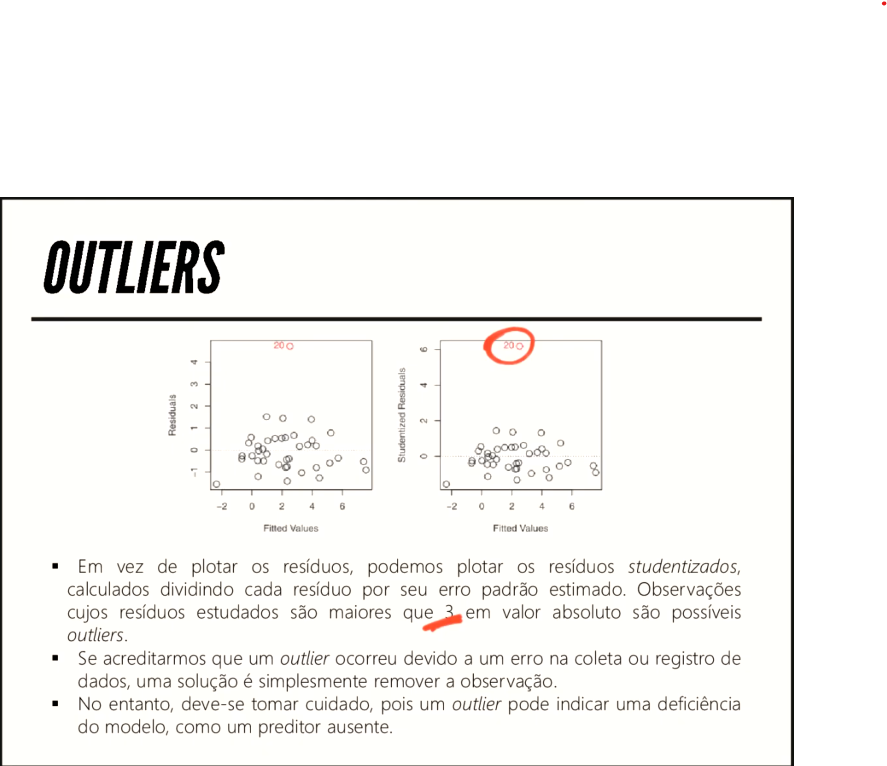 OUTLIERS
20
Residuals
4
3
2
1
0
−1
−2 0 2 4 6
Fitted Values
20
Studentized Residuals
6
4
2
0
−2 0 2 4 6
Fitted Values
▪ Em vez de plotar os resíduos, podemos plotar os resíduos studentizados,
calculados dividindo cada resíduo por seu erro padrão estimado. Observações
cujos resíduos estudados são maiores que 3 em valor absoluto são possíveis
outliers.
▪ Se acreditarmos que um outlier ocorreu devido a um erro na coleta ou registro de
dados, uma solução é simplesmente remover a observação.
▪ No entanto, deve-se tomar cuidado, pois um outlier pode indicar uma deficiência
do modelo, como um preditor ausente.